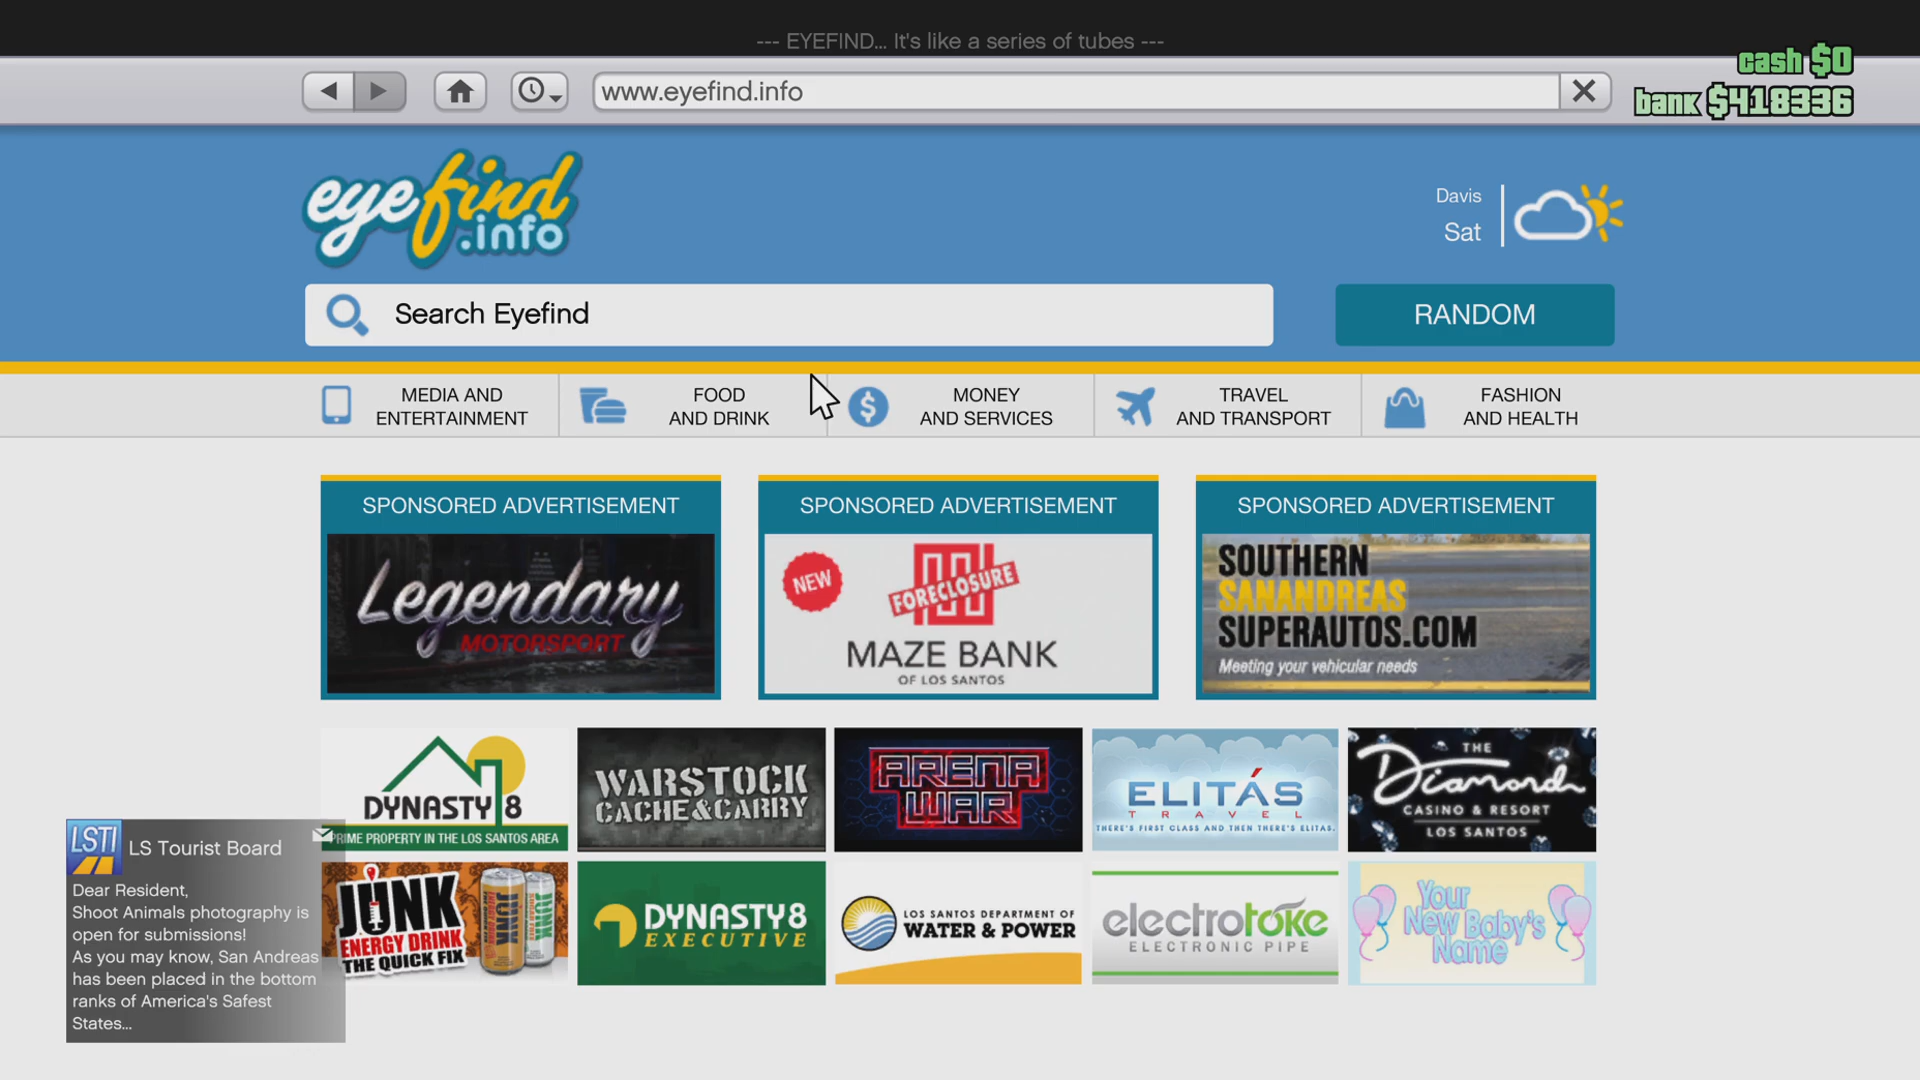 --- EYEFIND... It's like a series of tubes ---
cash $0
www.eyefind.info
bank $418336
eyefind
.info
Davis
Sat
Search Eyefind
RANDOM
MEDIA AND
ENTERTAINMENT
FOOD
AND DRINK
MONEY
AND SERVICES
TRAVEL
AND TRANSPORT
FASHION
AND HEALTH
SPONSORED ADVERTISEMENT
Legendary
MOTORSPORT
SPONSORED ADVERTISEMENT
NEW
FORECLOSURE
MAZE BANK
OF LOS SANTOS
SPONSORED ADVERTISEMENT
SOUTHERN
SANANDREAS
SUPERAUTOS.COM
Meeting your vehicular needs
DYNASTY 8
PRIME PROPERTY IN THE LOS SANTOS AREA
WARSTOCK
CACHE&CARRY
ARENA
WAR
ELITÁS
TRAVEL
THERE'S FIRST CLASS AND THEN THERE'S ELITAS.
THE
Diamond
CASINO & RESORT
LOS SANTOS
JUNK
ENERGY DRINK
THE QUICK FIX
JUNK
JUNK
DYNASTY8
EXECUTIVE
LOS SANTOS DEPARTMENT OF
WATER & POWER
electrotoke
ELECTRONIC PIPE
Your
New Baby's
Name
LSTI
LS Tourist Board
Dear Resident,
Shoot Animals photography is
open for submissions!
As you may know, San Andreas
has been placed in the bottom
ranks of America's Safest
States...